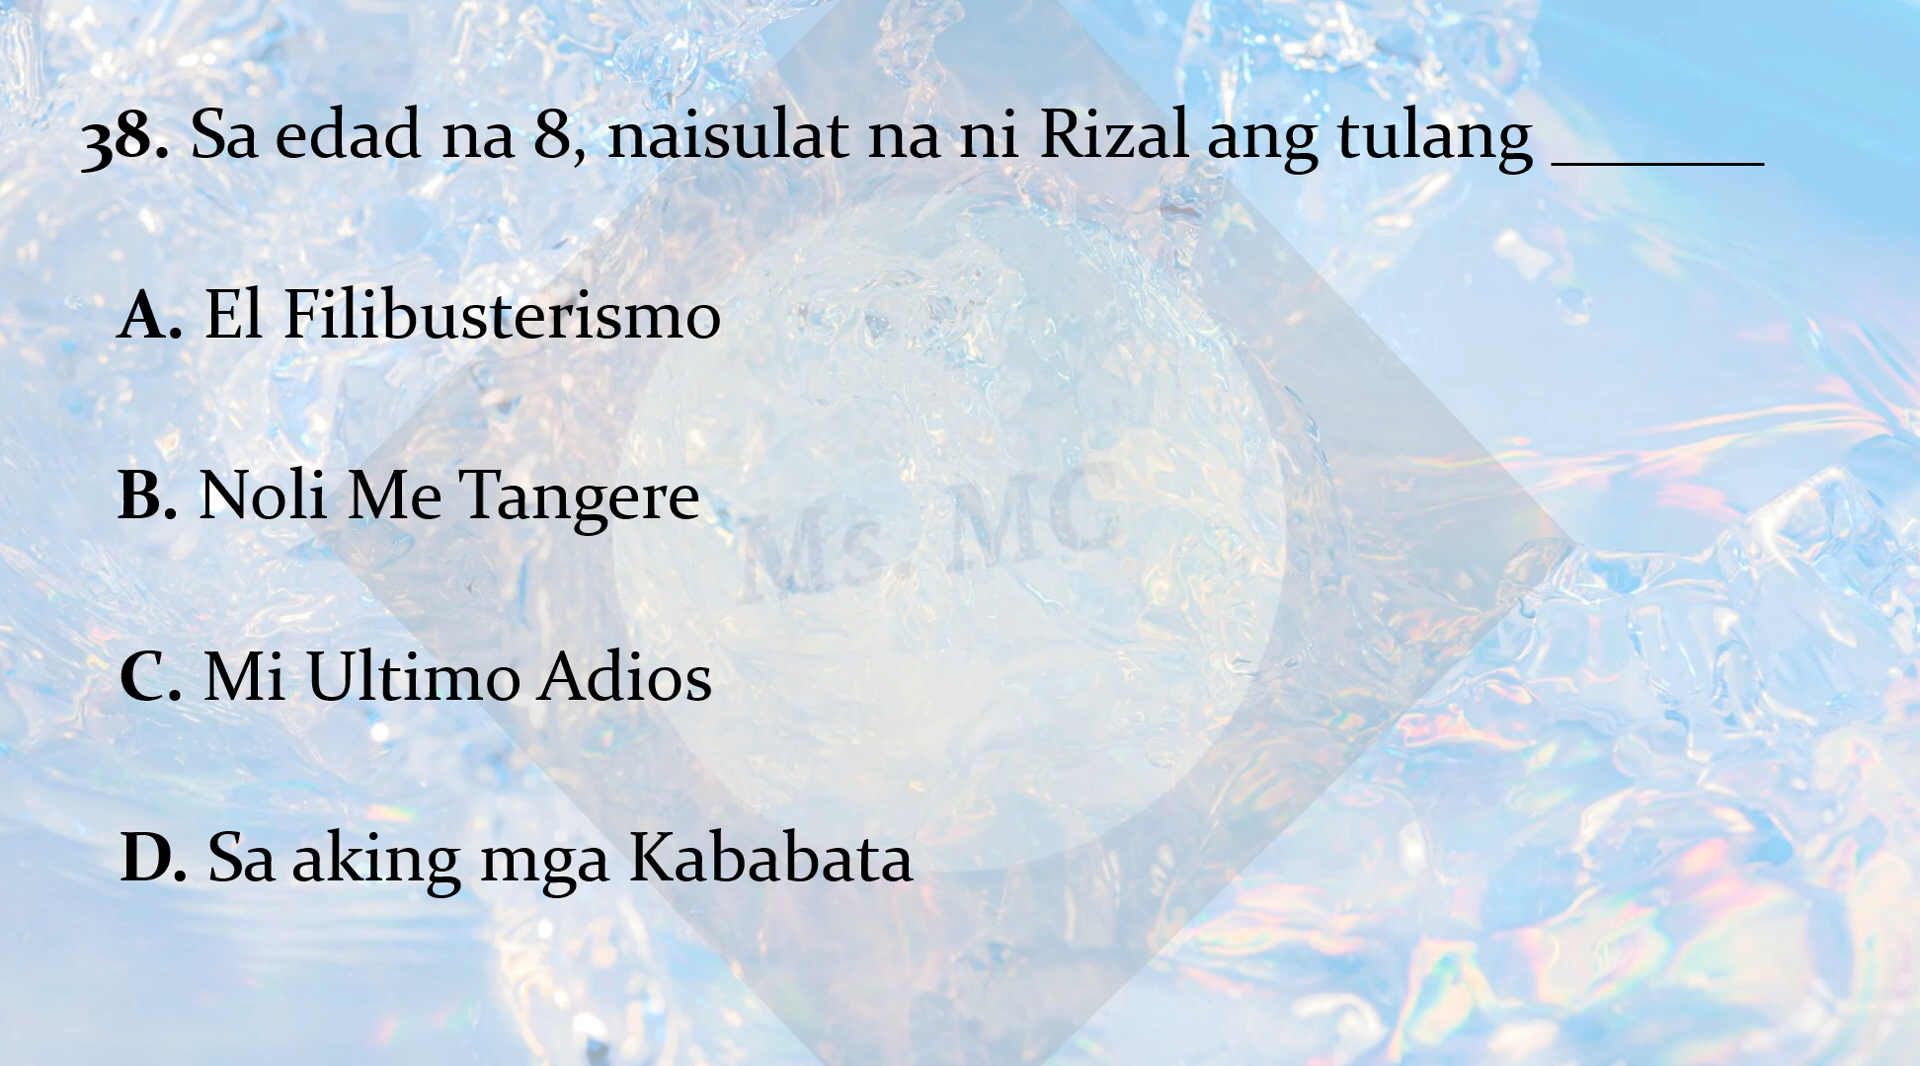 38. Sa edad na 8, naisulat na ni Rizal ang tulang ______
A. El Filibusterismo
B. Noli Me Tangere
C. Mi Ultimo Adios
D. Sa aking mga Kababata
Ms. MC